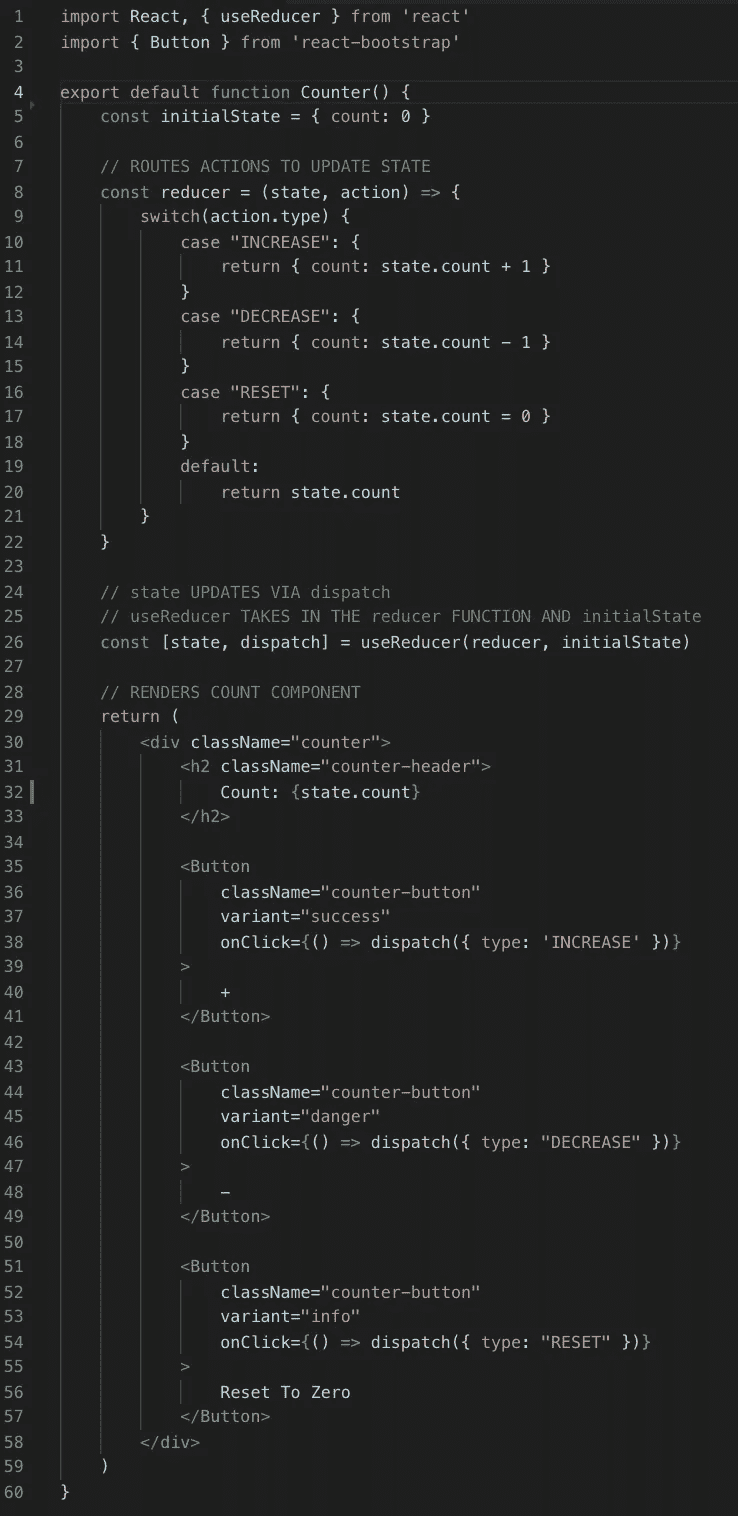 1 import React, { useReducer } from 'react'
2 import { Button } from 'react-bootstrap'
3
4 export default function Counter() {
5     const initialState = { count: 0 }
6
7     // ROUTES ACTIONS TO UPDATE STATE
8     const reducer = (state, action) => {
9         switch(action.type) {
10             case "INCREASE": {
11                 return { count: state.count + 1 }
12             }
13             case "DECREASE": {
14                 return { count: state.count - 1 }
15             }
16             case "RESET": {
17                 return { count: state.count = 0 }
18             }
19             default:
20                 return state.count
21         }
22     }
23
24     // state UPDATES VIA dispatch
25     // useReducer TAKES IN THE reducer FUNCTION AND initialState
26     const [state, dispatch] = useReducer(reducer, initialState)
27
28     // RENDERS COUNT COMPONENT
29     return (
30         <div className="counter">
31             <h2 className="counter-header">
32                 Count: {state.count}
33             </h2>
34
35             <Button
36                 className="counter-button"
37                 variant="success"
38                 onClick={() => dispatch({ type: 'INCREASE' })}
39             >
40                 +
41             </Button>
42
43             <Button
44                 className="counter-button"
45                 variant="danger"
46                 onClick={() => dispatch({ type: "DECREASE" })}
47             >
48                 -
49             </Button>
50
51             <Button
52                 className="counter-button"
53                 variant="info"
54                 onClick={() => dispatch({ type: "RESET" })}
55             >
56                 Reset To Zero
57             </Button>
58         </div>
59     )
60 }